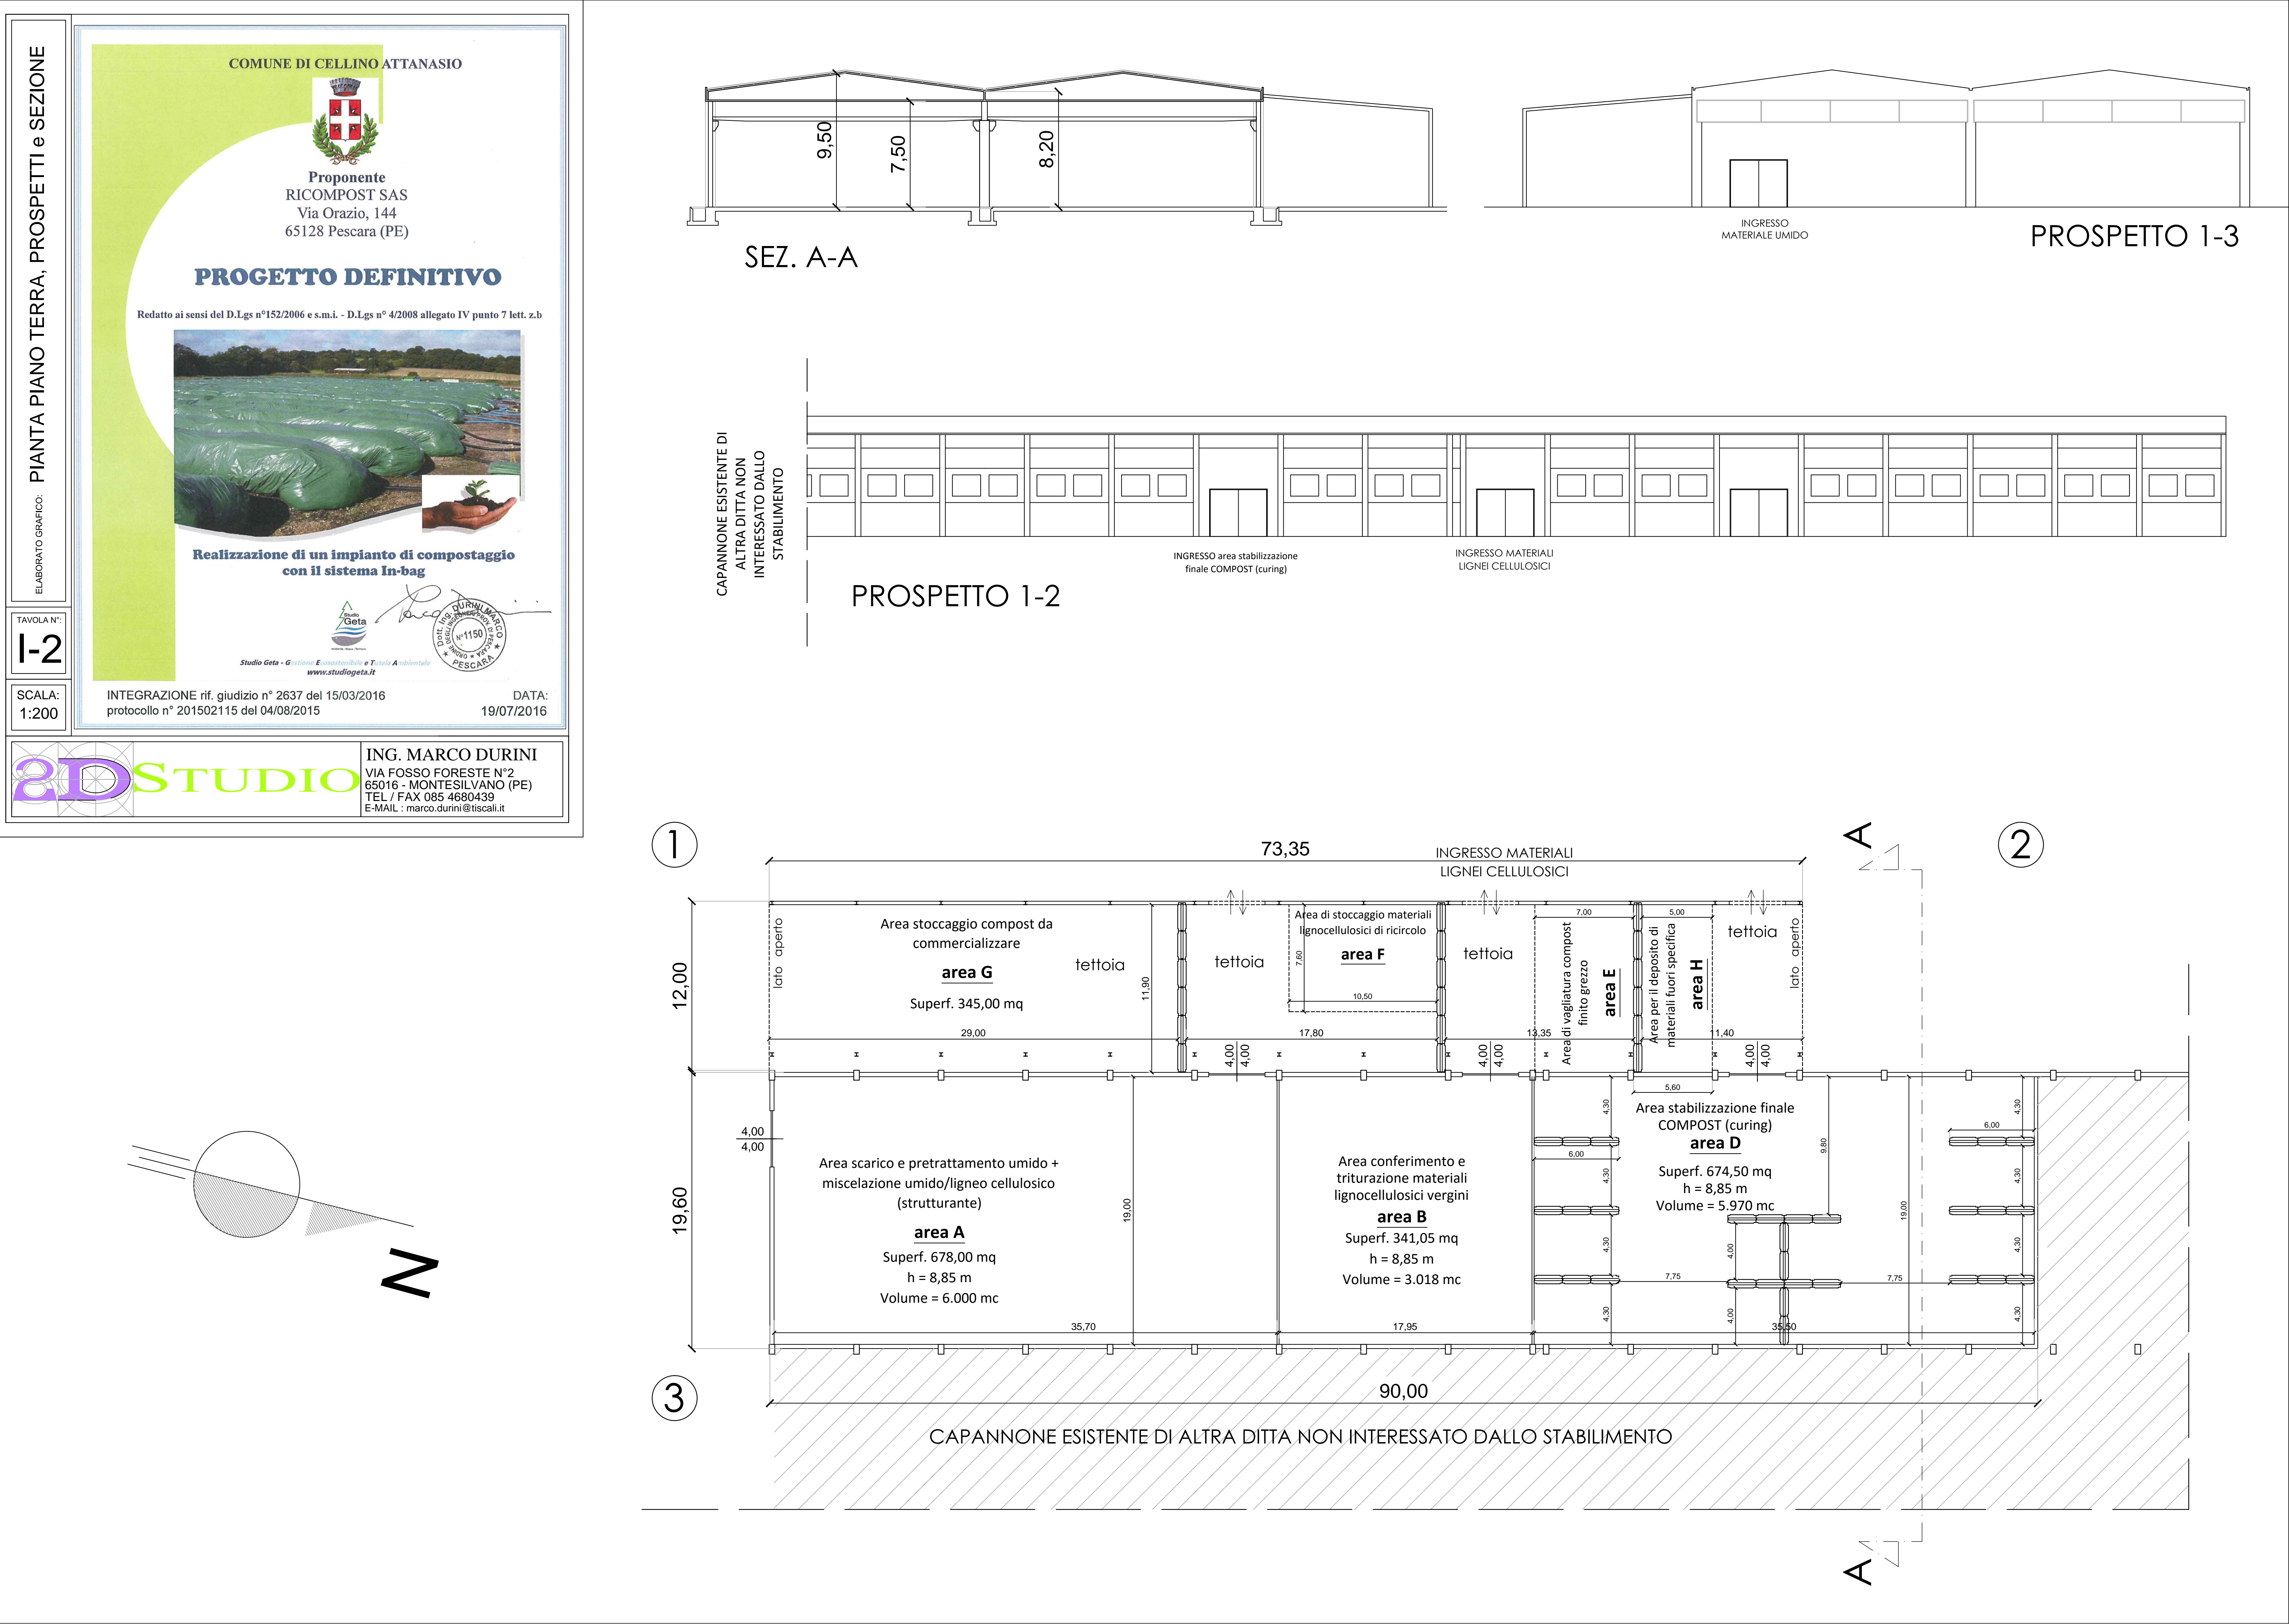 ELABORATO GRAFICO: PIANTA PIANO TERRA, PROSPETTI e SEZIONE
TAVOLA N°:
I-2
SCALA:
1:200
COMUNE DI CELLINO ATTANASIO
Proponente
RICOMPOST SAS
Via Orazio, 144
65128 Pescara (PE)
PROGETTO DEFINITIVO
Redatto ai sensi del D.Lgs n°152/2006 e s.m.i. - D.Lgs n° 4/2008 allegato IV punto 7 lett. z.b
Realizzazione di un impianto di compostaggio
con il sistema In-bag
Studio
Geta
Dott. Ing. DURINI MARCO
N°1150
PESCARA
Studio Geta - Gestione Ecosostenibile e Tutela Ambientale
www.studiogeta.it
INTEGRAZIONE rif. giudizio n° 2637 del 15/03/2016
protocollo n° 201502115 del 04/08/2015
DATA:
19/07/2016
2D STUDIO
ING. MARCO DURINI
VIA FOSSO FORESTE N°2
65016 - MONTESILVANO (PE)
TEL / FAX 085 4680439
E-MAIL : marco.durini@tiscali.it
9,50
7,50
8,20
SEZ. A-A
INGRESSO
MATERIALE UMIDO
PROSPETTO 1-3
CAPANNONE ESISTENTE DI
ALTRA DITTA NON
INTERESSATO DALLO
STABILIMENTO
INGRESSO area stabilizzazione
finale COMPOST (curing)
INGRESSO MATERIALI
LIGNEI CELLULOSICI
PROSPETTO 1-2
1
73,35
INGRESSO MATERIALI
LIGNEI CELLULOSICI
A
2
12,00
lato aperto
Area stoccaggio compost da
commercializzare
area G
Superf. 345,00 mq
tettoia
11,90
29,00
tettoia
Area di stoccaggio materiali
lignocellulosici di ricircolo
area F
7,60
10,50
17,80
tettoia
13,35
7,00
Area di vagliatura compost
finito grezzo
area E
5,00
Area per il deposito di
materiali fuori specifica
area H
tettoia
lato aperto
11,40
4,00
4,00
4,00
4,00
4,00
4,00
19,60
4,00
4,00
Area scarico e pretrattamento umido +
miscelazione umido/ligneo cellulosico
(strutturante)
area A
Superf. 678,00 mq
h = 8,85 m
Volume = 6.000 mc
19,00
35,70
Area conferimento e
triturazione materiali
lignocellulosici vergini
area B
Superf. 341,05 mq
h = 8,85 m
Volume = 3.018 mc
17,95
5,60
Area stabilizzazione finale
COMPOST (curing)
area D
Superf. 674,50 mq
h = 8,85 m
Volume = 5.970 mc
4,30
4,30
4,30
4,30
6,00
9,80
19,00
4,00
4,00
7,75
7,75
35,50
6,00
4,30
4,30
4,30
4,30
N
3
90,00
CAPANNONE ESISTENTE DI ALTRA DITTA NON INTERESSATO DALLO STABILIMENTO
A